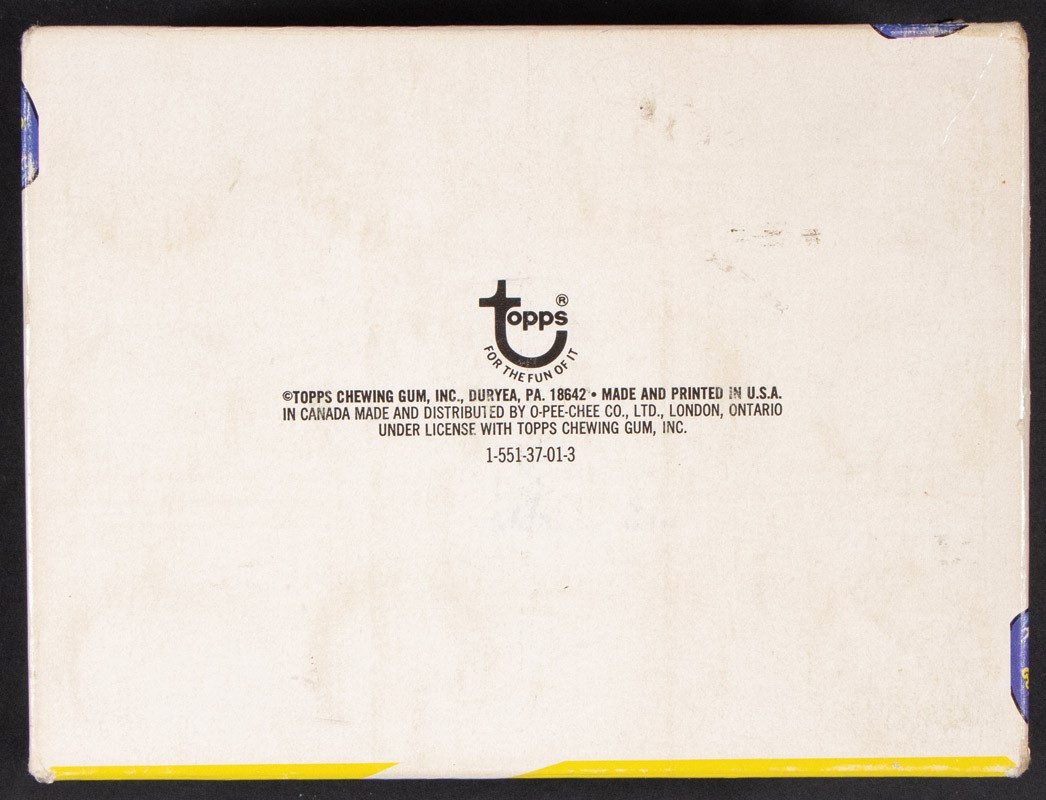 topps®
FOR THE FUN OF IT
©TOPPS CHEWING GUM, INC., DURYEA, PA. 18642 • MADE AND PRINTED IN U.S.A.
IN CANADA MADE AND DISTRIBUTED BY O-PEE-CHEE CO., LTD., LONDON, ONTARIO
UNDER LICENSE WITH TOPPS CHEWING GUM, INC.
1-551-37-01-3